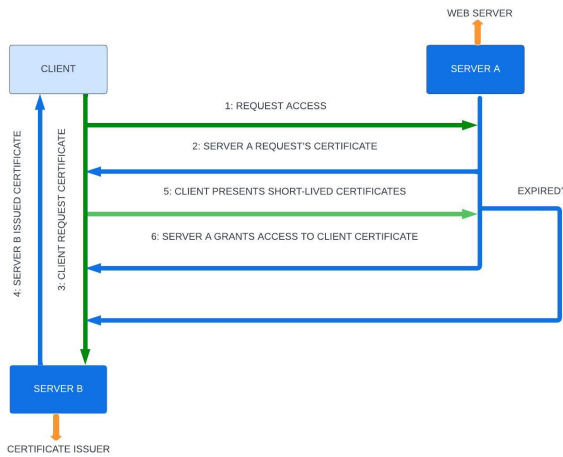 WEB SERVER
CLIENT
SERVER A
1: REQUEST ACCESS
2: SERVER A REQUEST'S CERTIFICATE
5: CLIENT PRESENTS SHORT-LIVED CERTIFICATES
EXPIRED'
6: SERVER A GRANTS ACCESS TO CLIENT CERTIFICATE
4: SERVER B ISSUED CERTIFICATE
3: CLIENT REQUEST CERTIFICATE
SERVER B
CERTIFICATE ISSUER